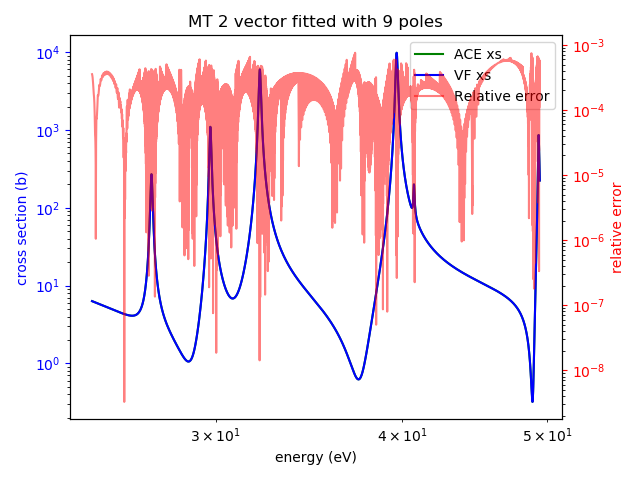 MT 2 vector fitted with 9 poles
ACE xs
VF xs
Relative error
cross section (b)
10⁴
10³
10²
10¹
10⁰
10⁻³
10⁻⁴
10⁻⁵
10⁻⁶
10⁻⁷
10⁻⁸
relative error
3 × 10¹
4 × 10¹
5 × 10¹
energy (eV)